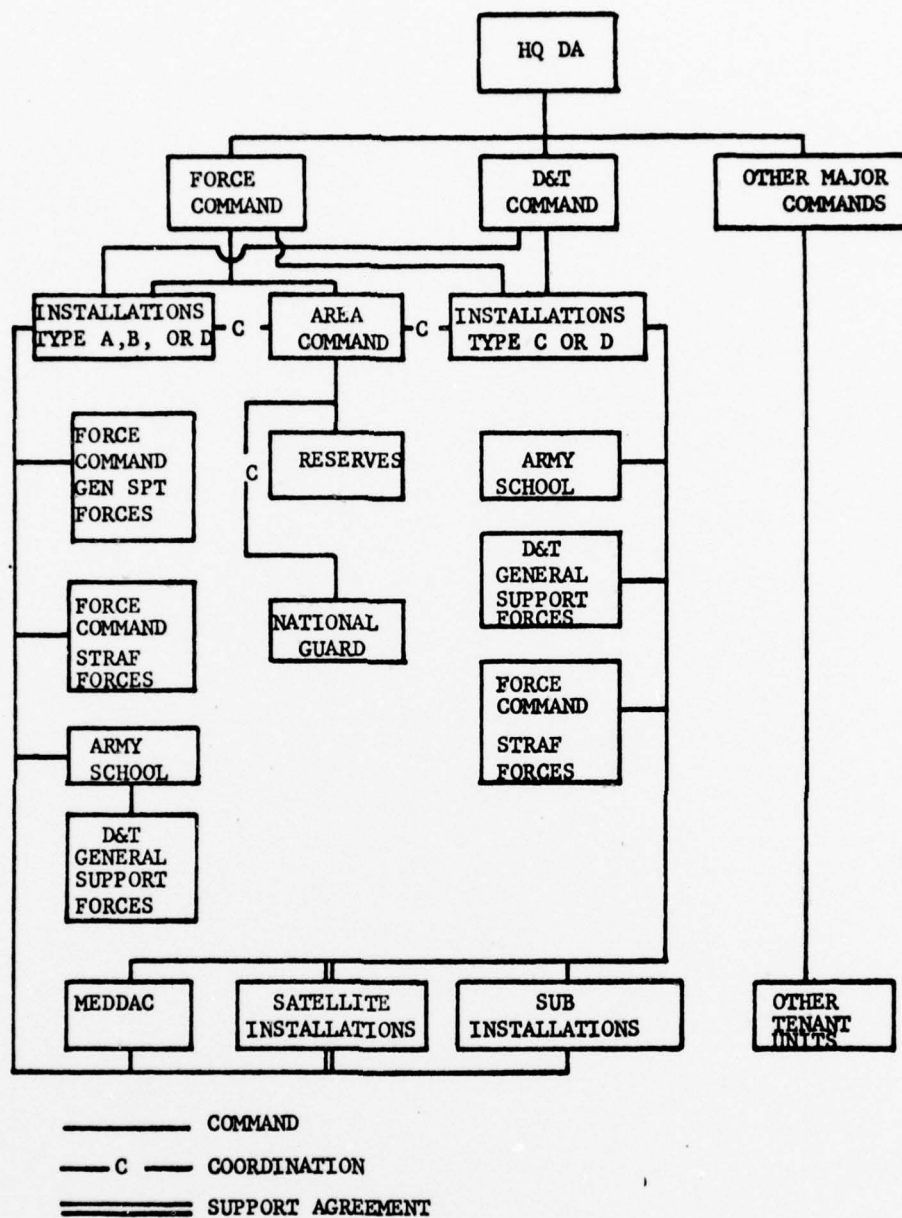 HQ DA
FORCE
COMMAND
D&T
COMMAND
OTHER MAJOR
COMMANDS
INSTALLATIONS
TYPE A,B, OR D
C
AREA
COMMAND
C
INSTALLATIONS
TYPE C OR D
FORCE
COMMAND
GEN SPT
FORCES
C
RESERVES
ARMY
SCHOOL
D&T
GENERAL
SUPPORT
FORCES
FORCE
COMMAND
STRAF
FORCES
NATIONAL
GUARD
FORCE
COMMAND
STRAF
FORCES
ARMY
SCHOOL
D&T
GENERAL
SUPPORT
FORCES
MEDDAC
SATELLITE
INSTALLATIONS
SUB
INSTALLATIONS
OTHER
TENANT
UNITS
COMMAND
C COORDINATION
SUPPORT AGREEMENT